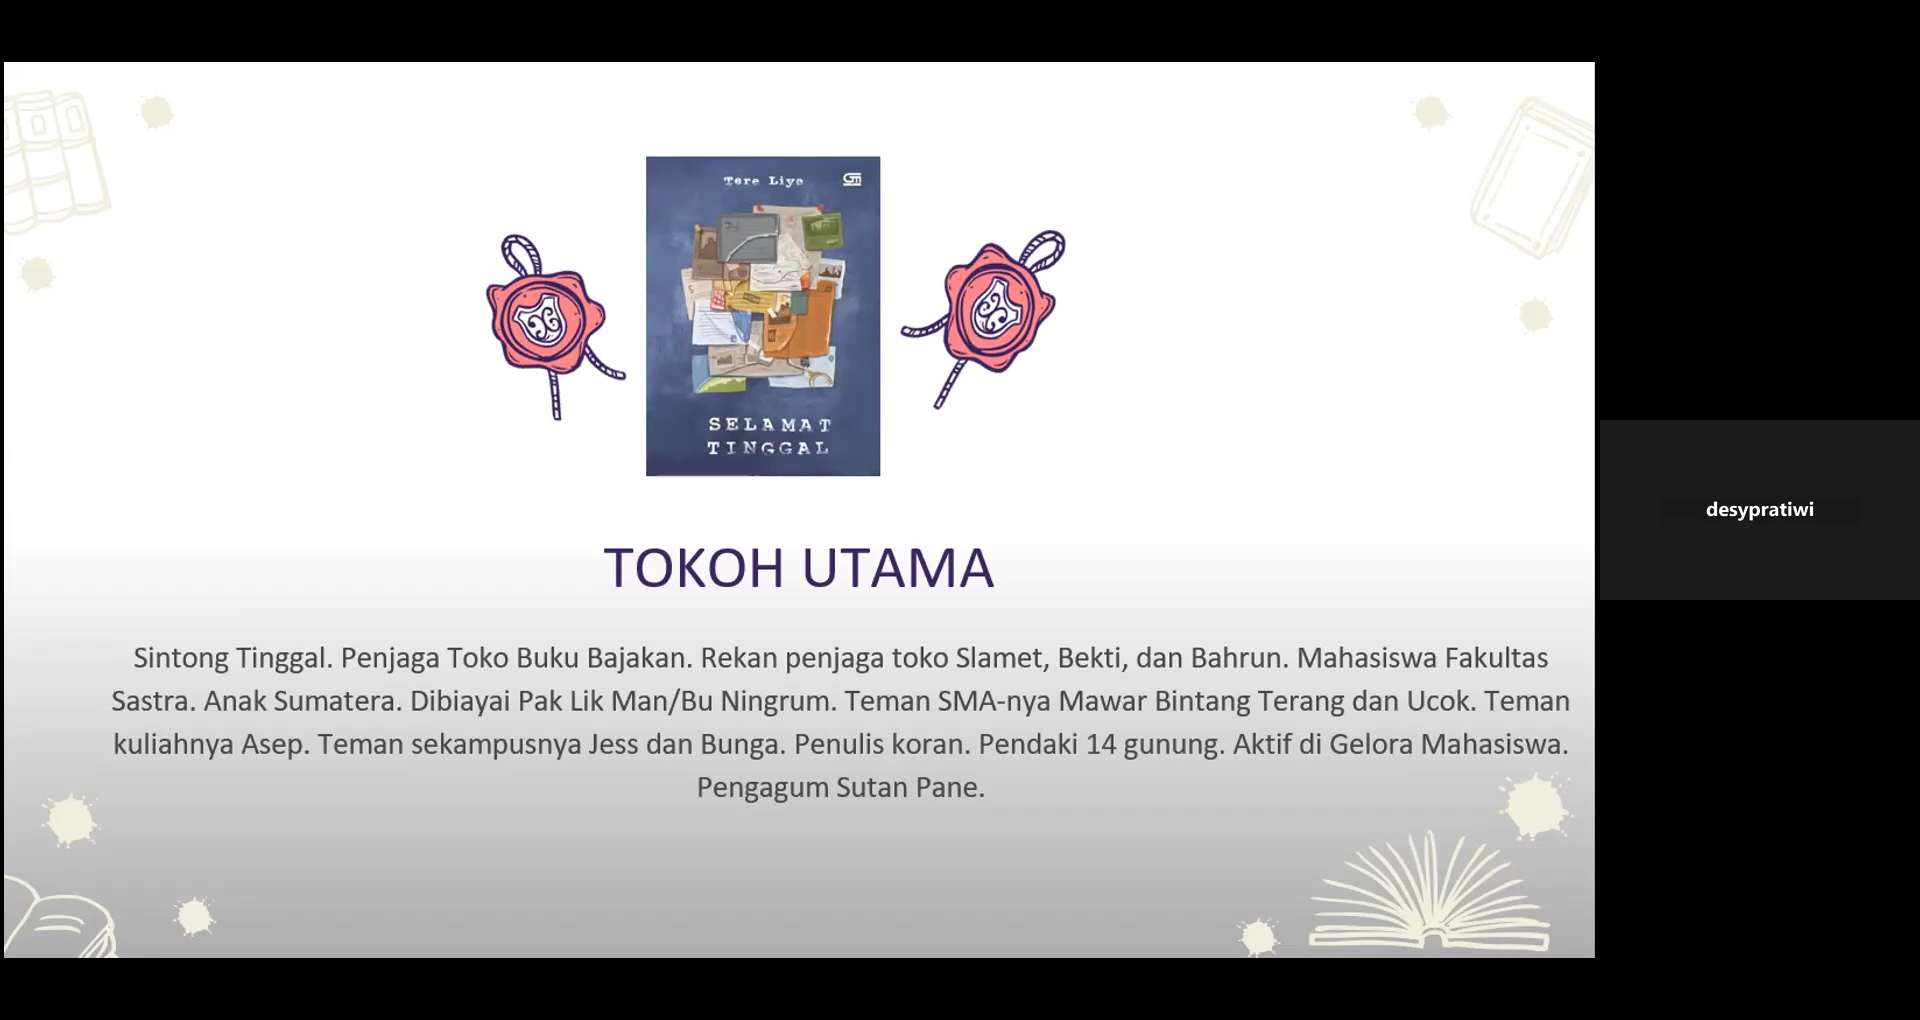 Tere Liye
SELAMAT
TINGGAL
TOKOH UTAMA
Sintong Tinggal. Penjaga Toko Buku Bajakan. Rekan penjaga toko Slamet, Bekti, dan Bahrun. Mahasiswa Fakultas
Sastra. Anak Sumatera. Dibiayai Pak Lik Man/Bu Ningrum. Teman SMA-nya Mawar Bintang Terang dan Ucok. Teman
kuliahnya Asep. Teman sekampusnya Jess dan Bunga. Penulis koran. Pendaki 14 gunung. Aktif di Gelora Mahasiswa.
Pengagum Sutan Pane.
desypratiwi